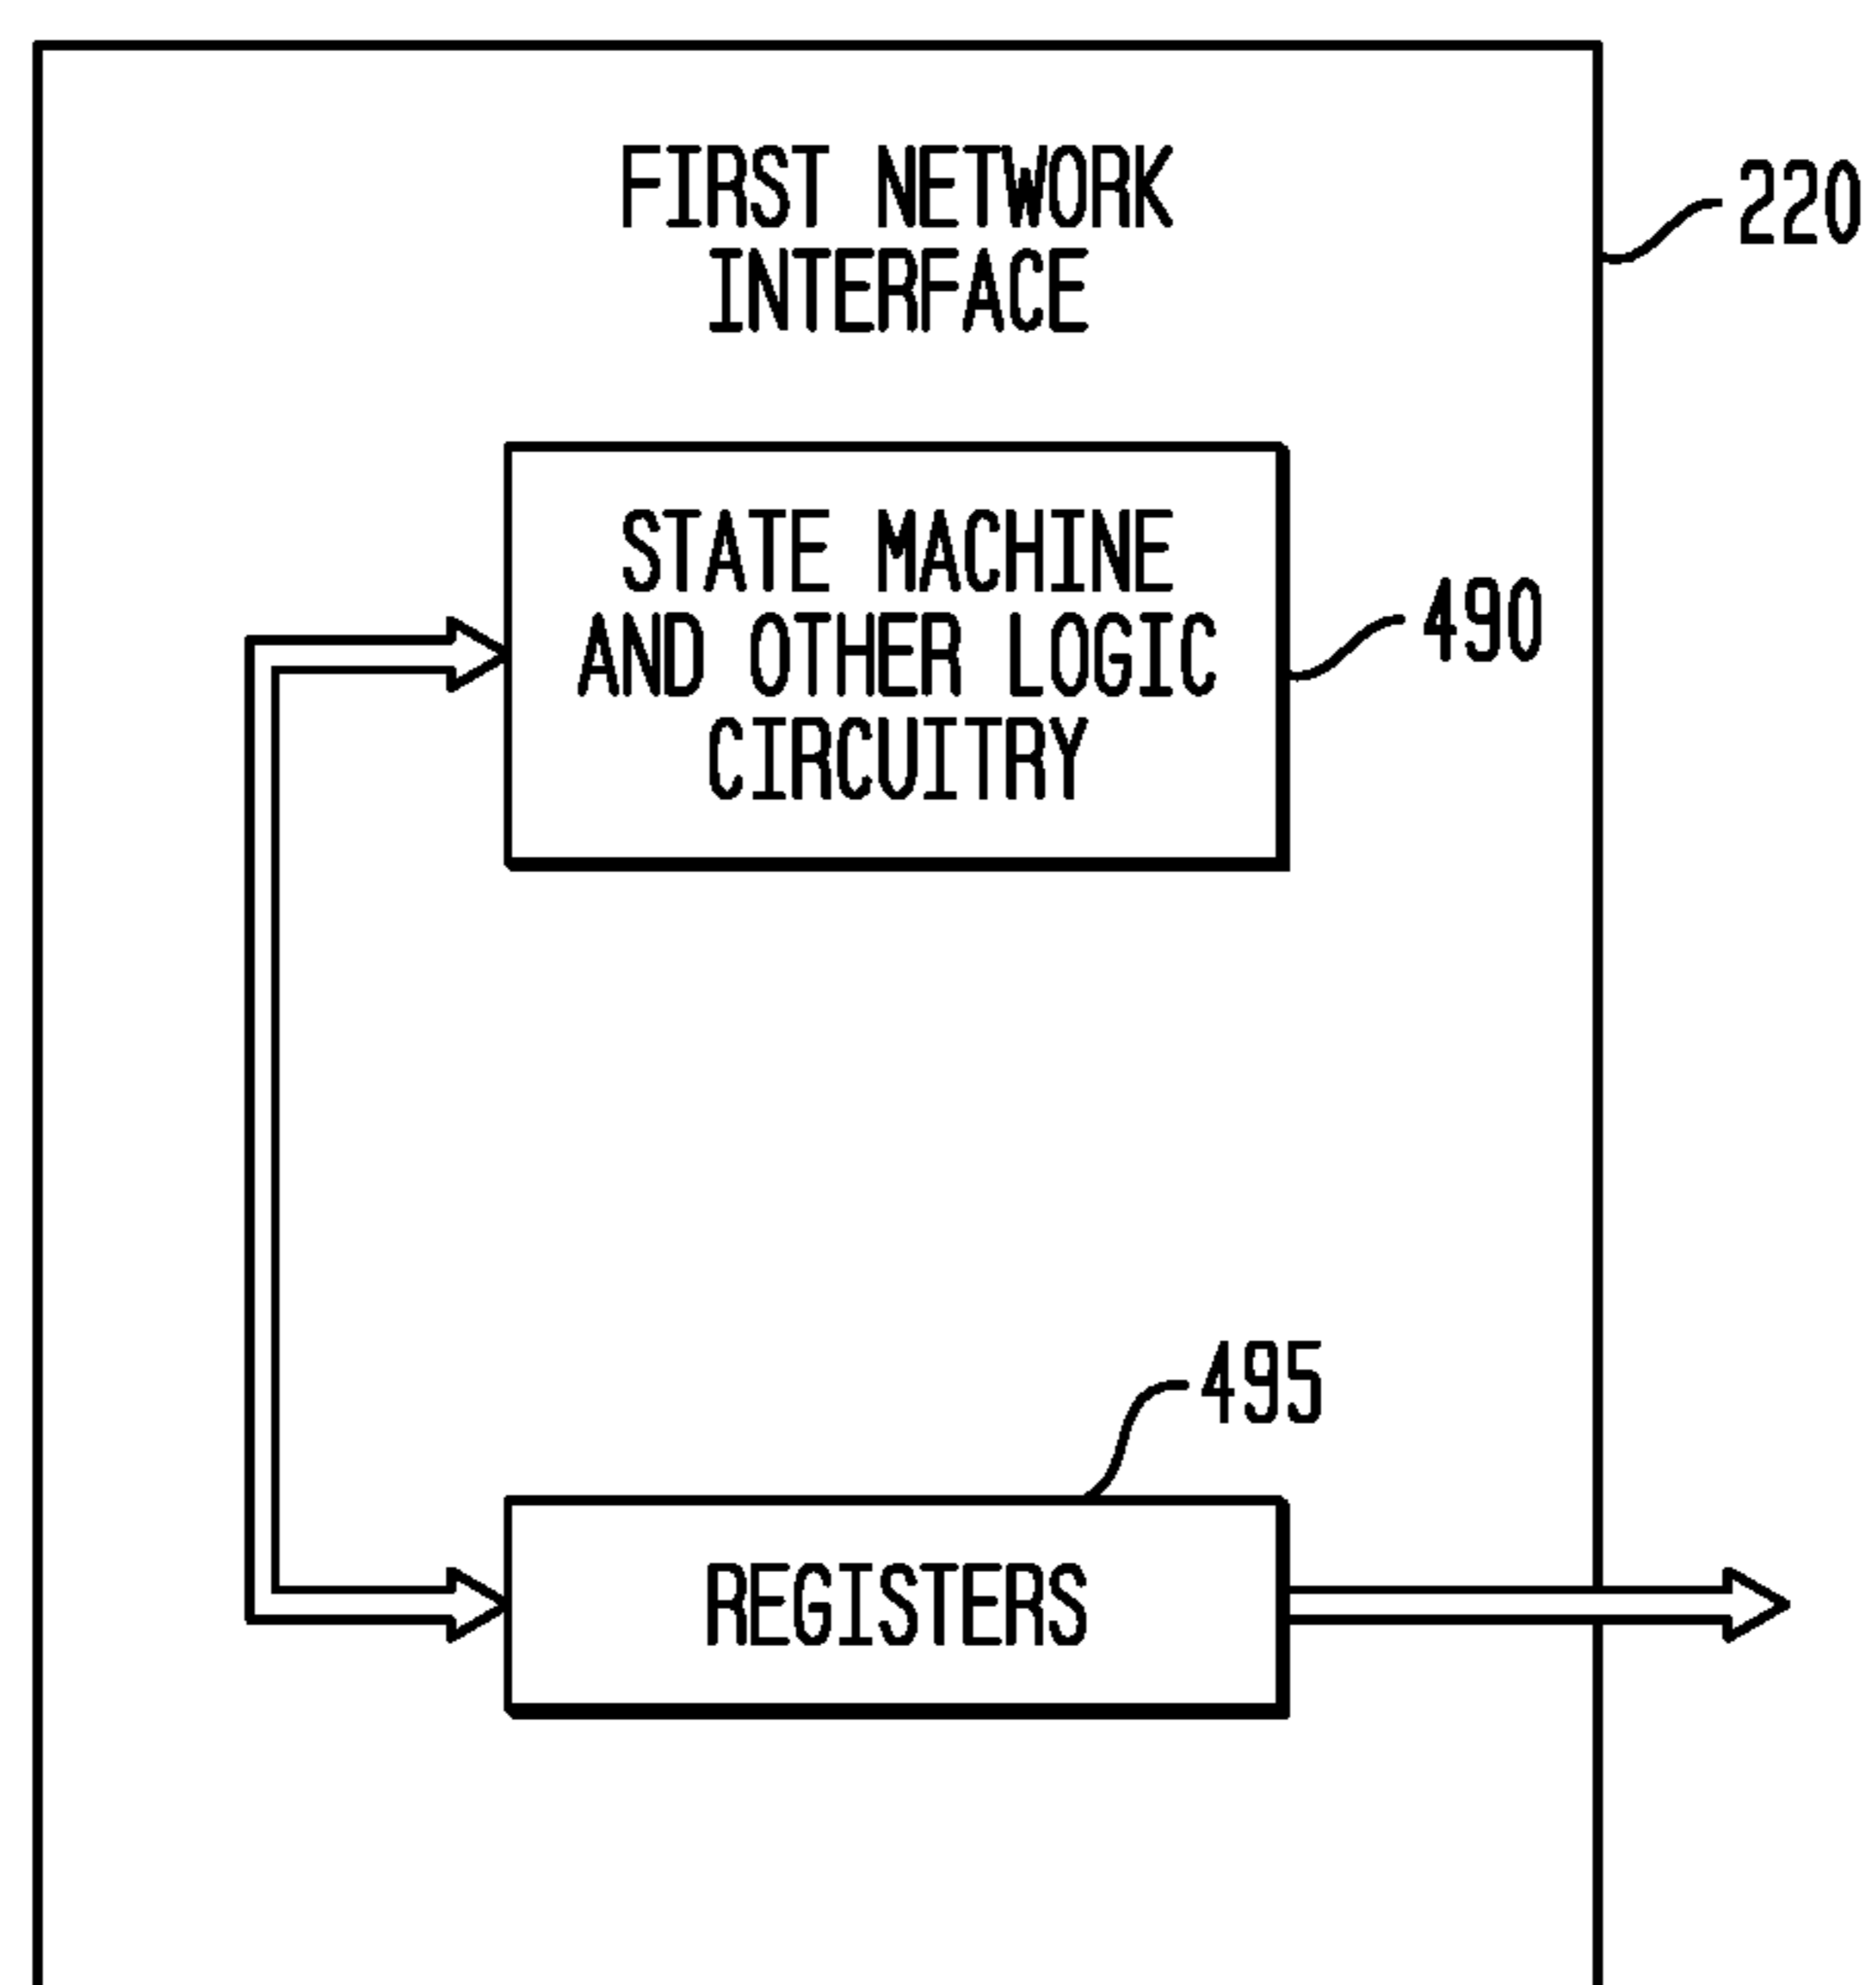 FIRST NETWORK
INTERFACE
220
STATE MACHINE
AND OTHER LOGIC
CIRCUITRY
490
495
REGISTERS